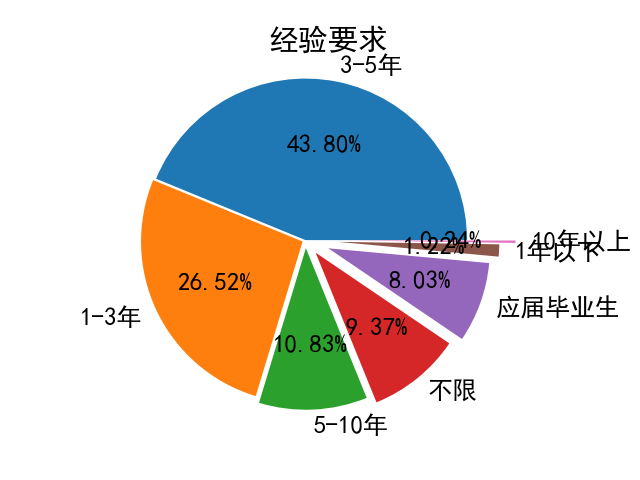 经验要求
3-5年
43.80%
26.52%
1-3年
10.83%
5-10年
9.37%
不限
8.03%
应届毕业生
1.22%
1年以下
0.24%
10年以上